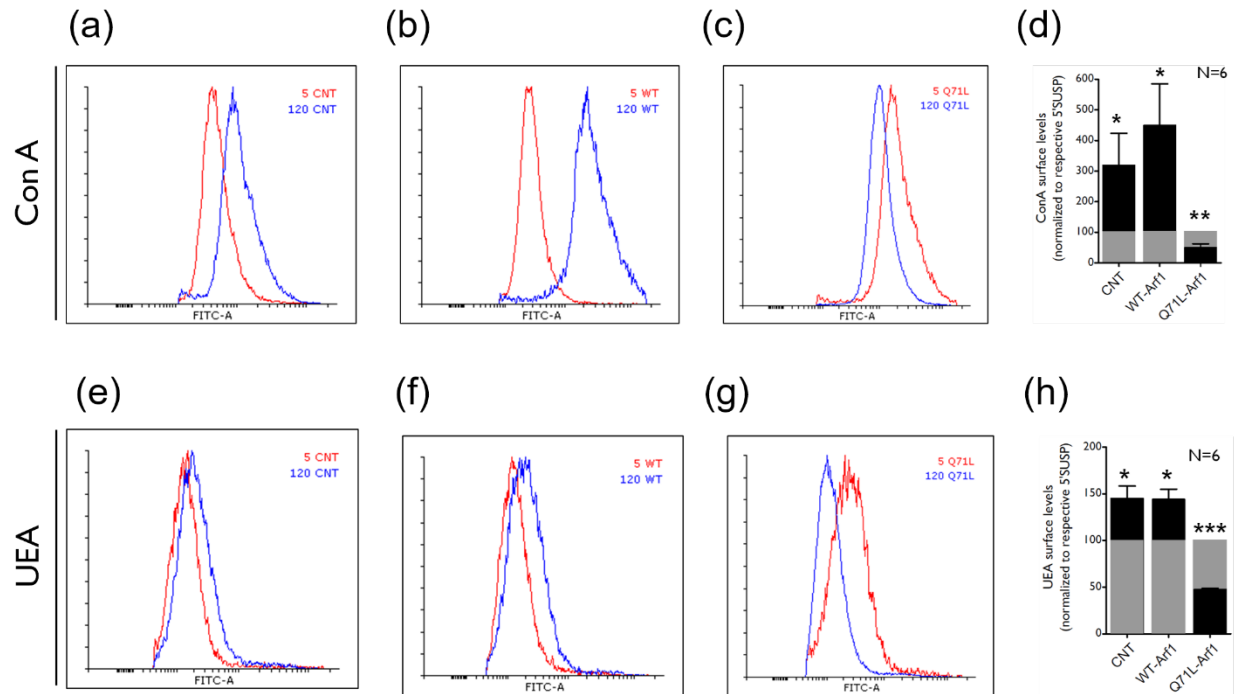 (a)
(b)
(c)
(d)
Con A
5 CNT
120 CNT
FITC-A
5 WT
120 WT
FITC-A
5 Q71L
120 Q71L
FITC-A
N=6
ConA surface levels
(normalized to respective 5'SUSP)
600
500
400
300
200
100
0
*
*
**
CNT
WT-Arf1
Q71L-Arf1
(e)
(f)
(g)
(h)
UEA
5 CNT
120 CNT
FITC-A
5 WT
120 WT
FITC-A
5 Q71L
120 Q71L
FITC-A
N=6
UEA surface levels
(normalized to respective 5'SUSP)
200
150
100
50
0
*
*
***
CNT
WT-Arf1
Q71L-Arf1